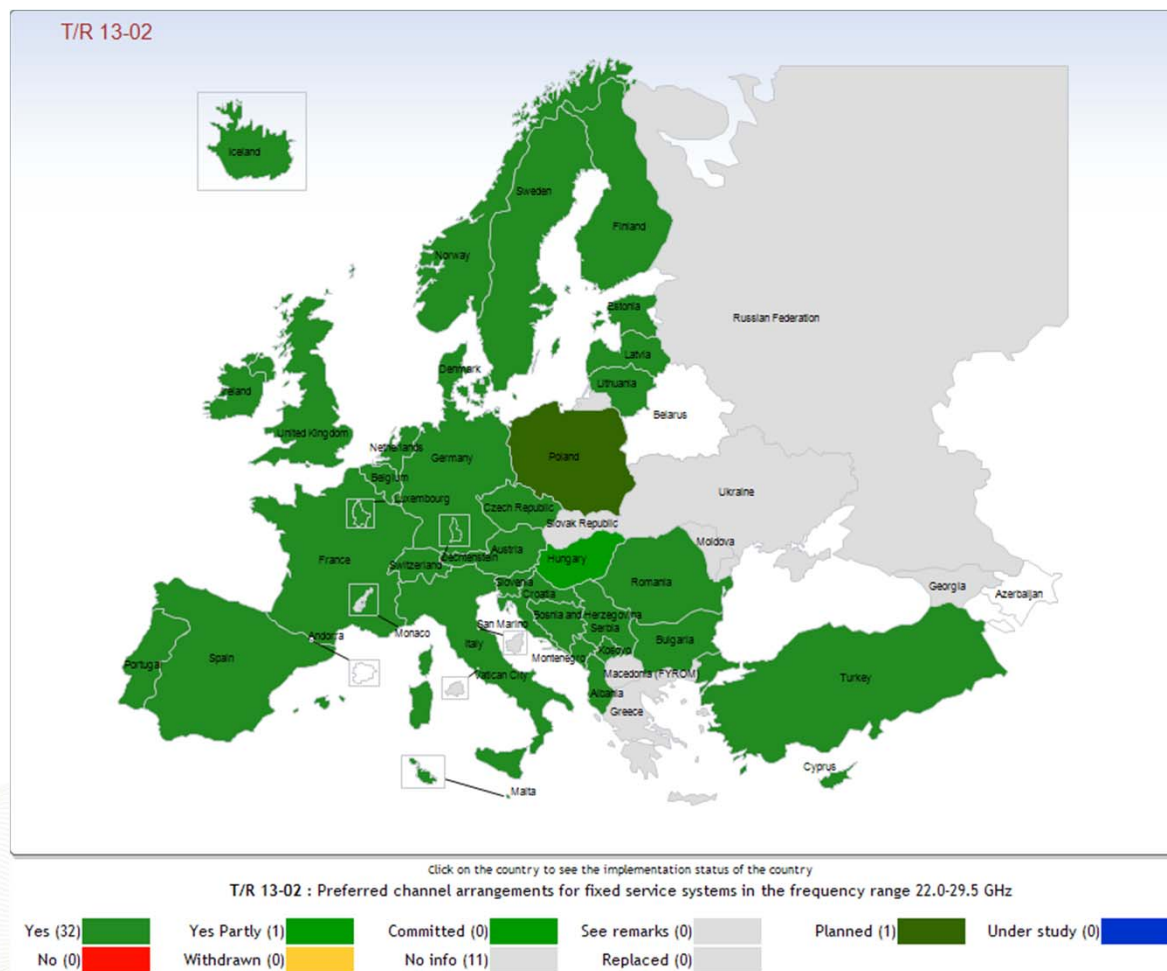 T/R 13-02
Iceland
Sweden
Finland
Norway
Russian Federation
Estonia
Latvia
Denmark
Lithuania
Ireland
Belarus
United Kingdom
Netherlands
Germany
Poland
Belgium
Ukraine
Luxembourg
Czech Republic
Slovak Republic
Moldova
France
Austria
Liechtenstein
Hungary
Switzerland
Romania
Slovenia
Georgia
Croatia
Azerbaijan
Bosnia and Herzegovina
San Marino
Serbia
Monaco
Andorra
Italy
Bulgaria
Kosovo
Montenegro
Portugal
Spain
Vatican City
Macedonia (FYROM)
Turkey
Albania
Greece
Cyprus
Malta
Click on the country to see the implementation status of the country
T/R 13-02 : Preferred channel arrangements for fixed service systems in the frequency range 22.0-29.5 GHz
Yes (32) Yes Partly (1) Committed (0) See remarks (0) Planned (1) Under study (0)
No (0) Withdrawn (0) No info (11) Replaced (0)